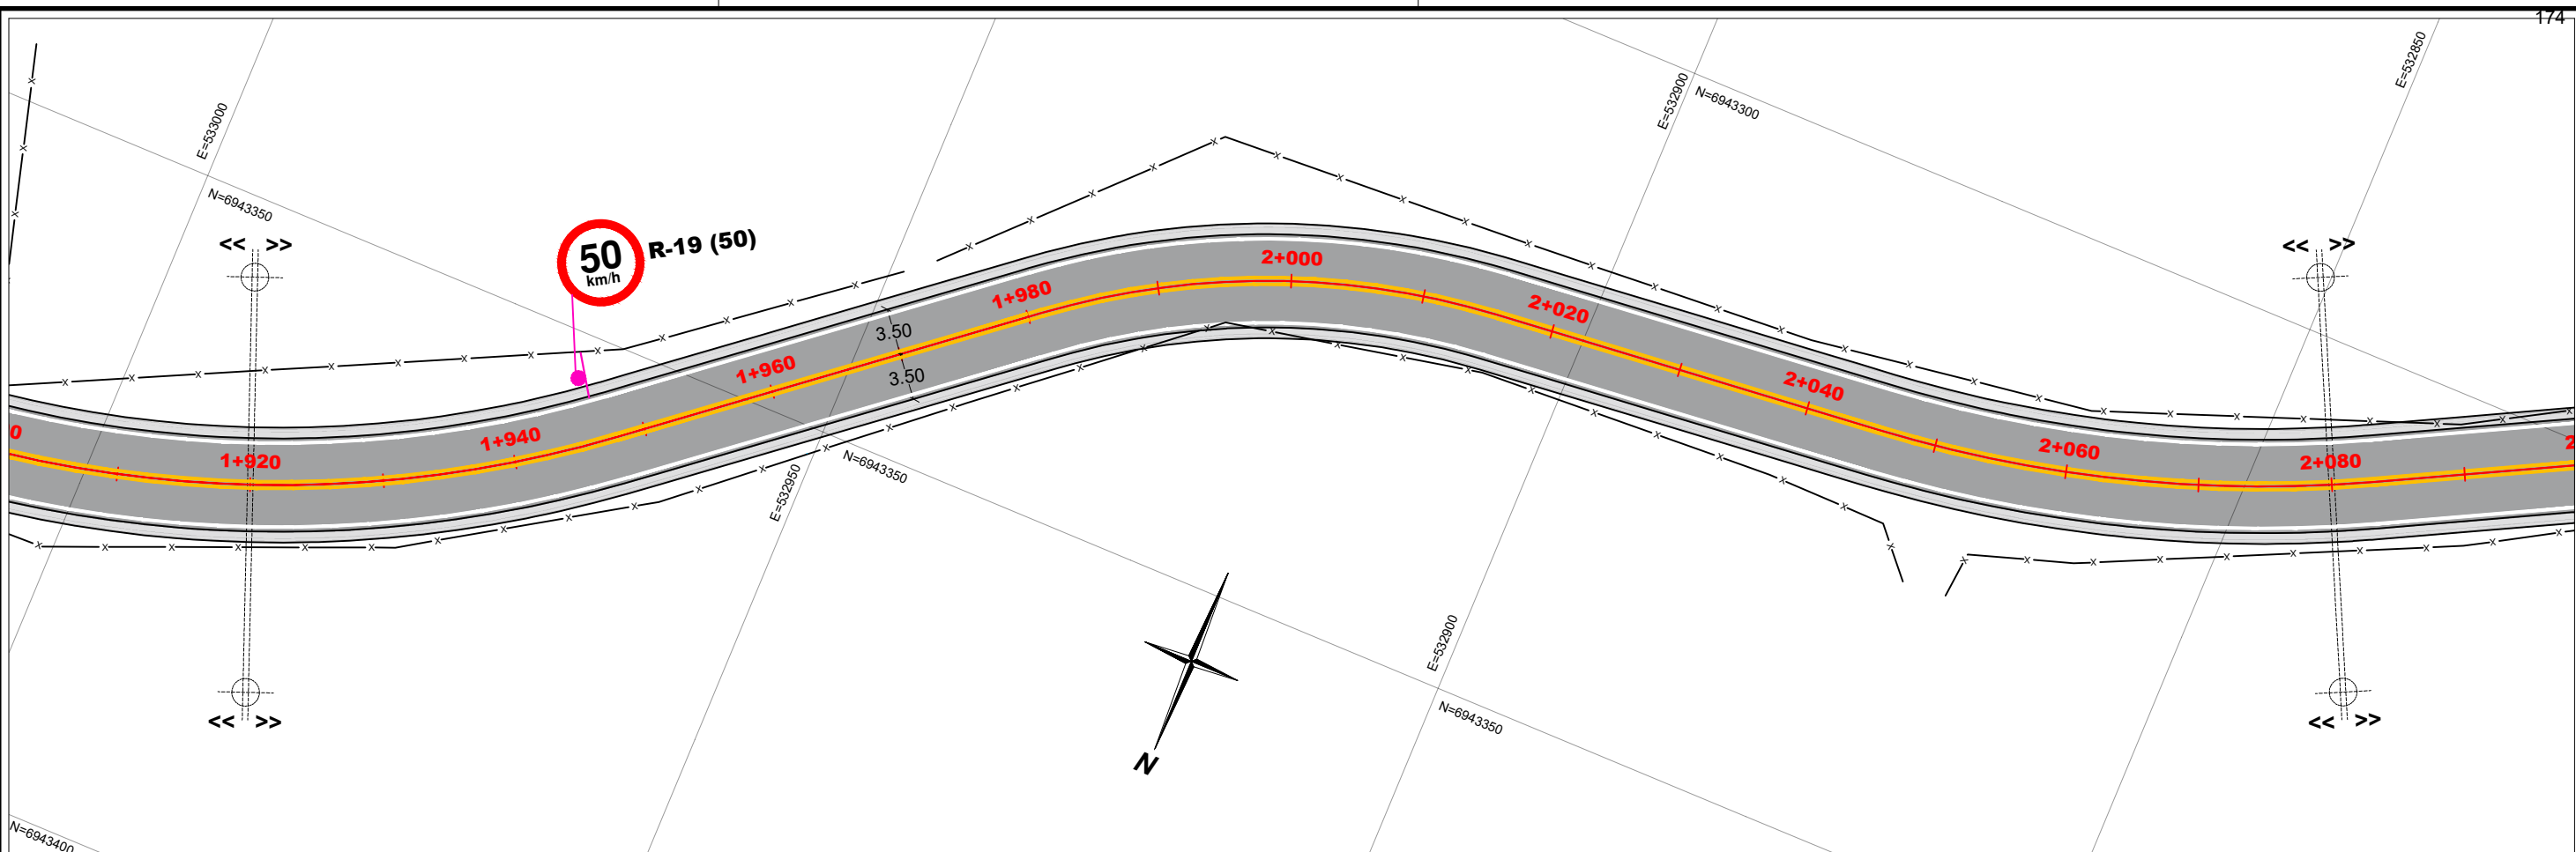 174
E=533000
E=532900
E=532850
N=6943300
N=6943350
<< >>
<< >>
50
km/h
R-19 (50)
2+000
1+980
2+020
3.50
3.50
1+960
2+040
0
1+940
1+920
2+060
2+080
2
E=532950
N=6943350
E=532900
N=6943350
<< >>
<< >>
N
N=6943400